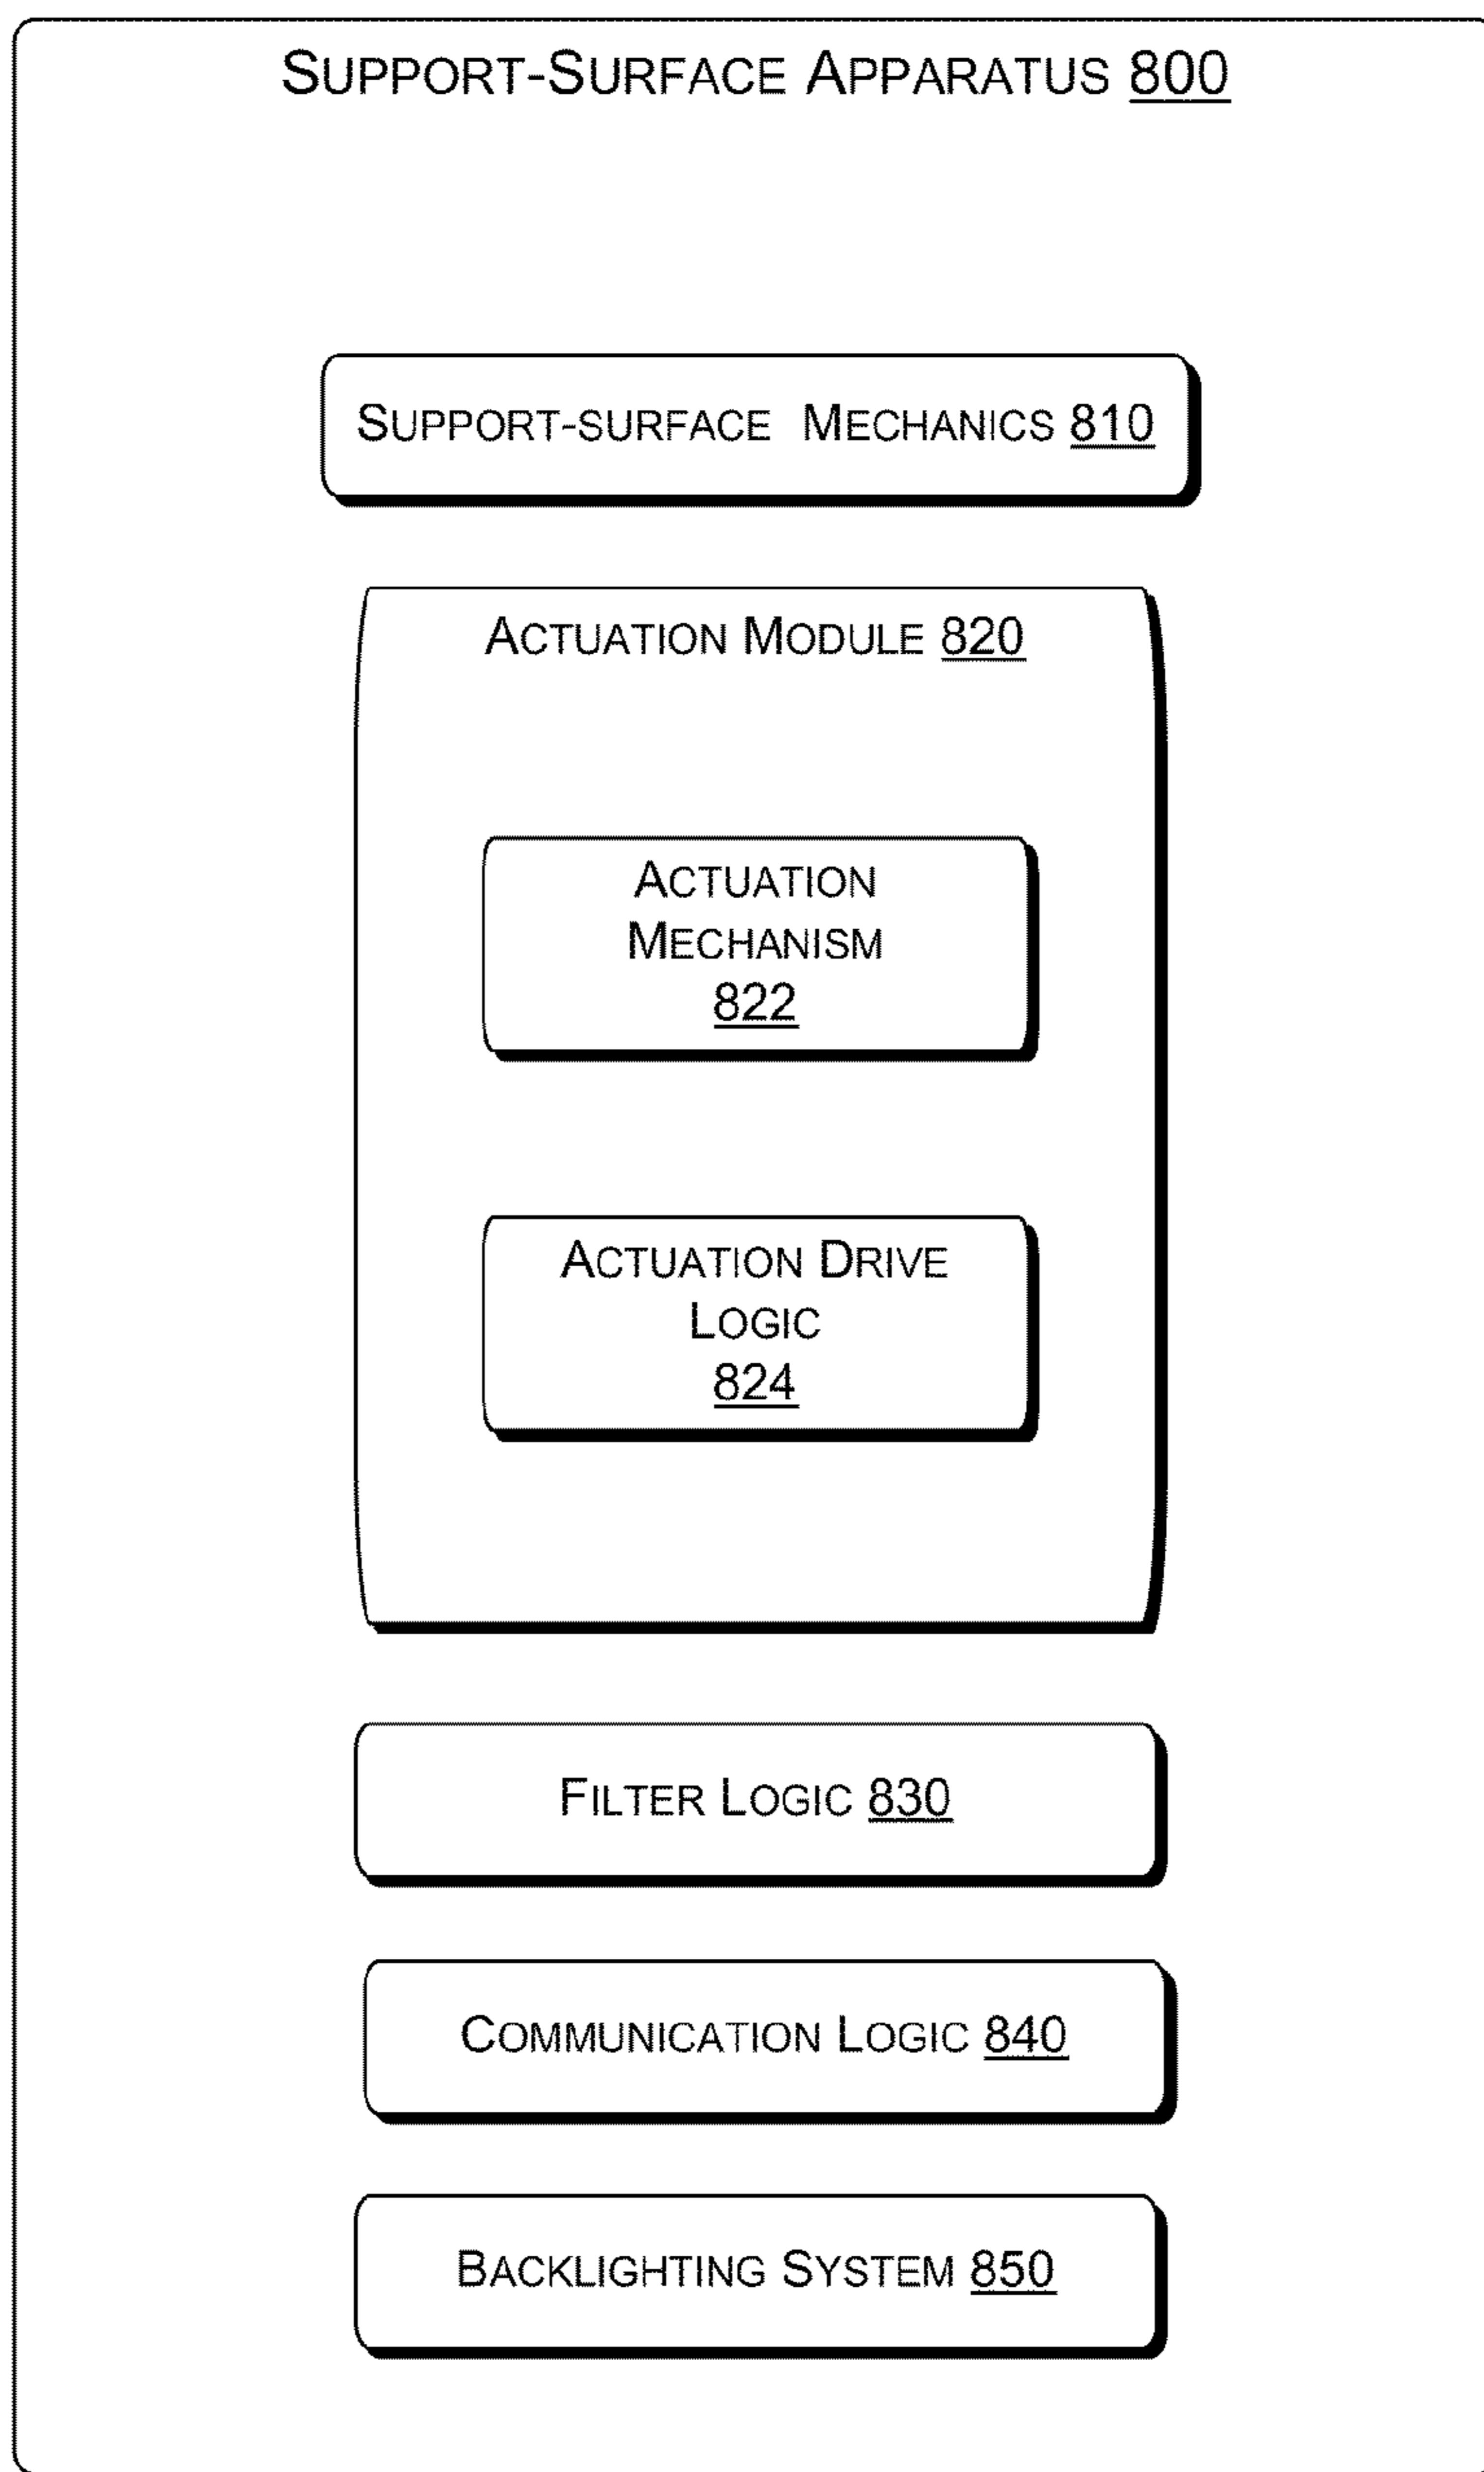 SUPPORT-SURFACE APPARATUS 800
SUPPORT-SURFACE MECHANICS 810
ACTUATION MODULE 820
ACTUATION
MECHANISM
822
ACTUATION DRIVE
LOGIC
824
FILTER LOGIC 830
COMMUNICATION LOGIC 840
BACKLIGHTING SYSTEM 850